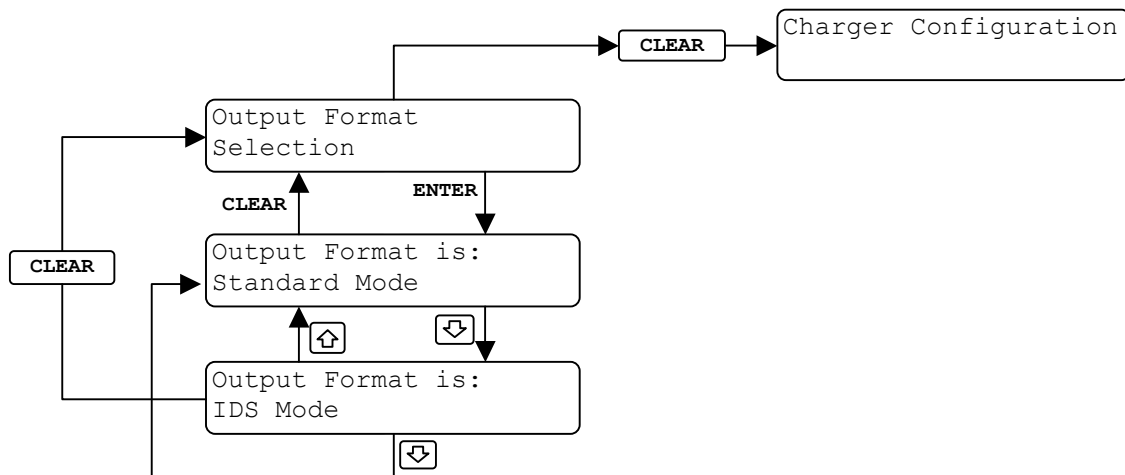 Charger Configuration
CLEAR
Output Format
Selection
CLEAR
ENTER
Output Format is:
Standard Mode
CLEAR
Output Format is:
IDS Mode